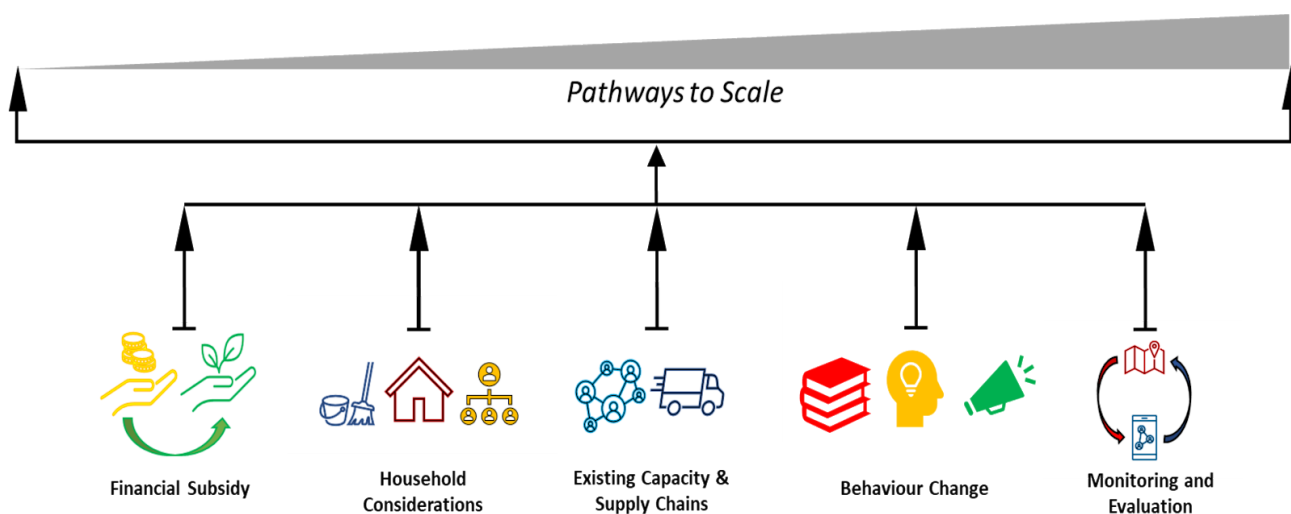 Pathways to Scale
Financial Subsidy
Household
Considerations
Existing Capacity &
Supply Chains
Behaviour Change
Monitoring and
Evaluation